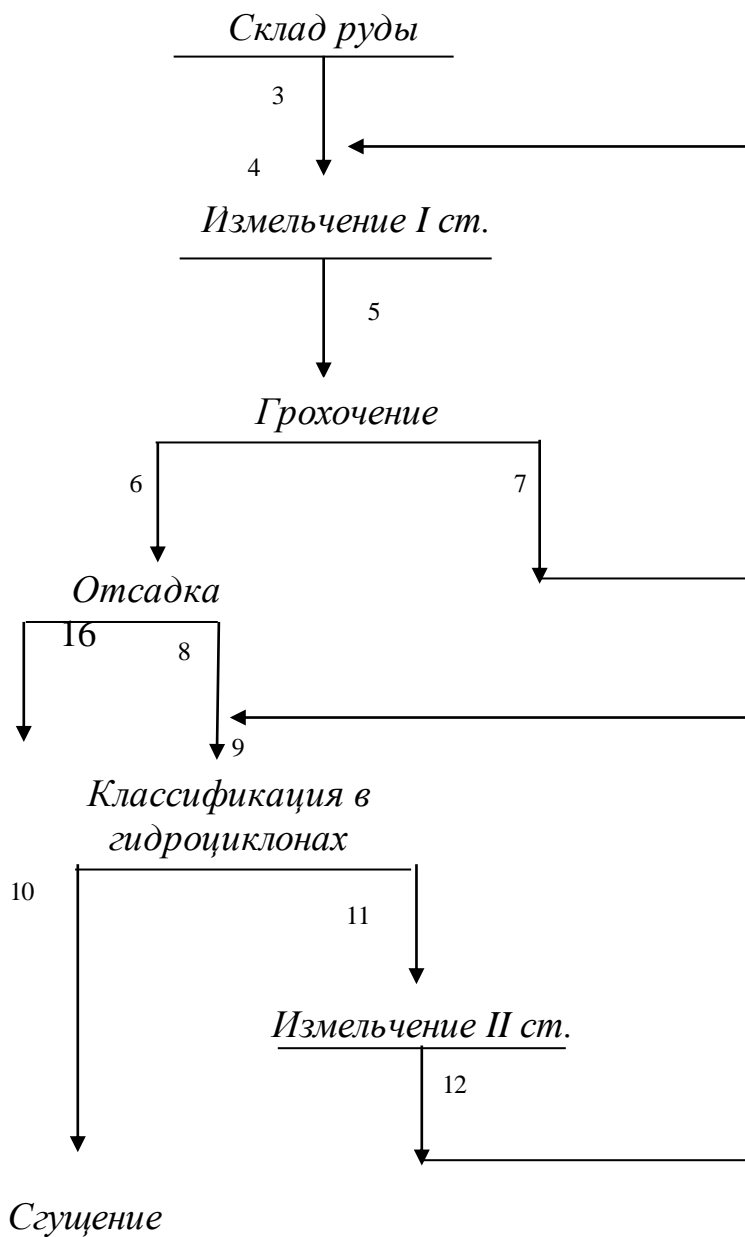 Склад руды
3
4
Измельчение I ст.
5
Грохочение
6
7
Отсадка
16
8
9
Классификация в
гидроциклонах
10
11
Измельчение II ст.
12
Сгущение